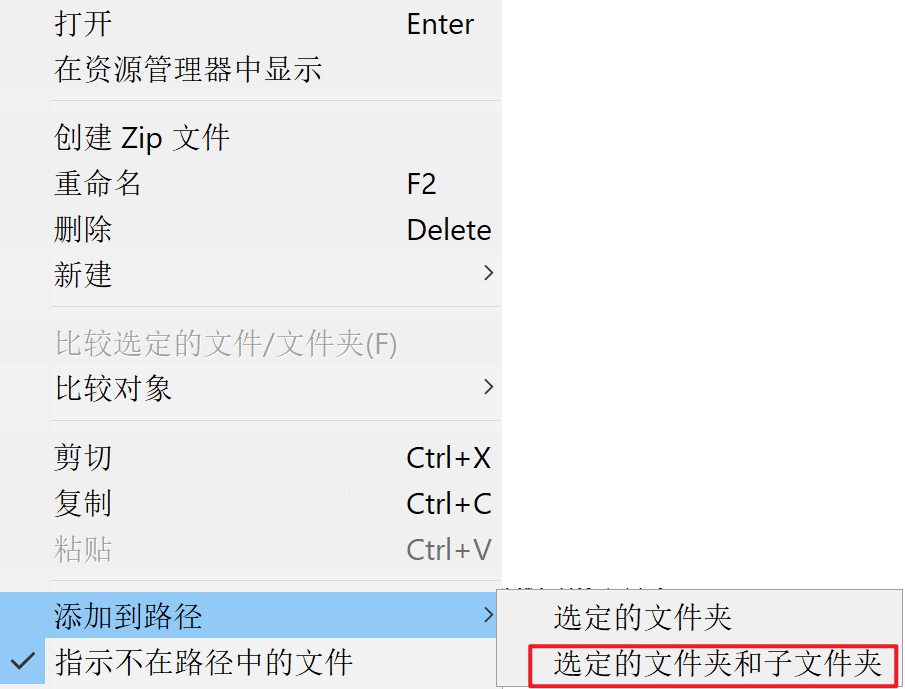 打开 Enter
在资源管理器中显示
创建 Zip 文件
重命名 F2
删除 Delete
新建
比较选定的文件/文件夹(F)
比较对象
剪切 Ctrl+X
复制 Ctrl+C
粘贴 Ctrl+V
添加到路径
选定的文件夹
指示不在路径中的文件
选定的文件夹和子文件夹